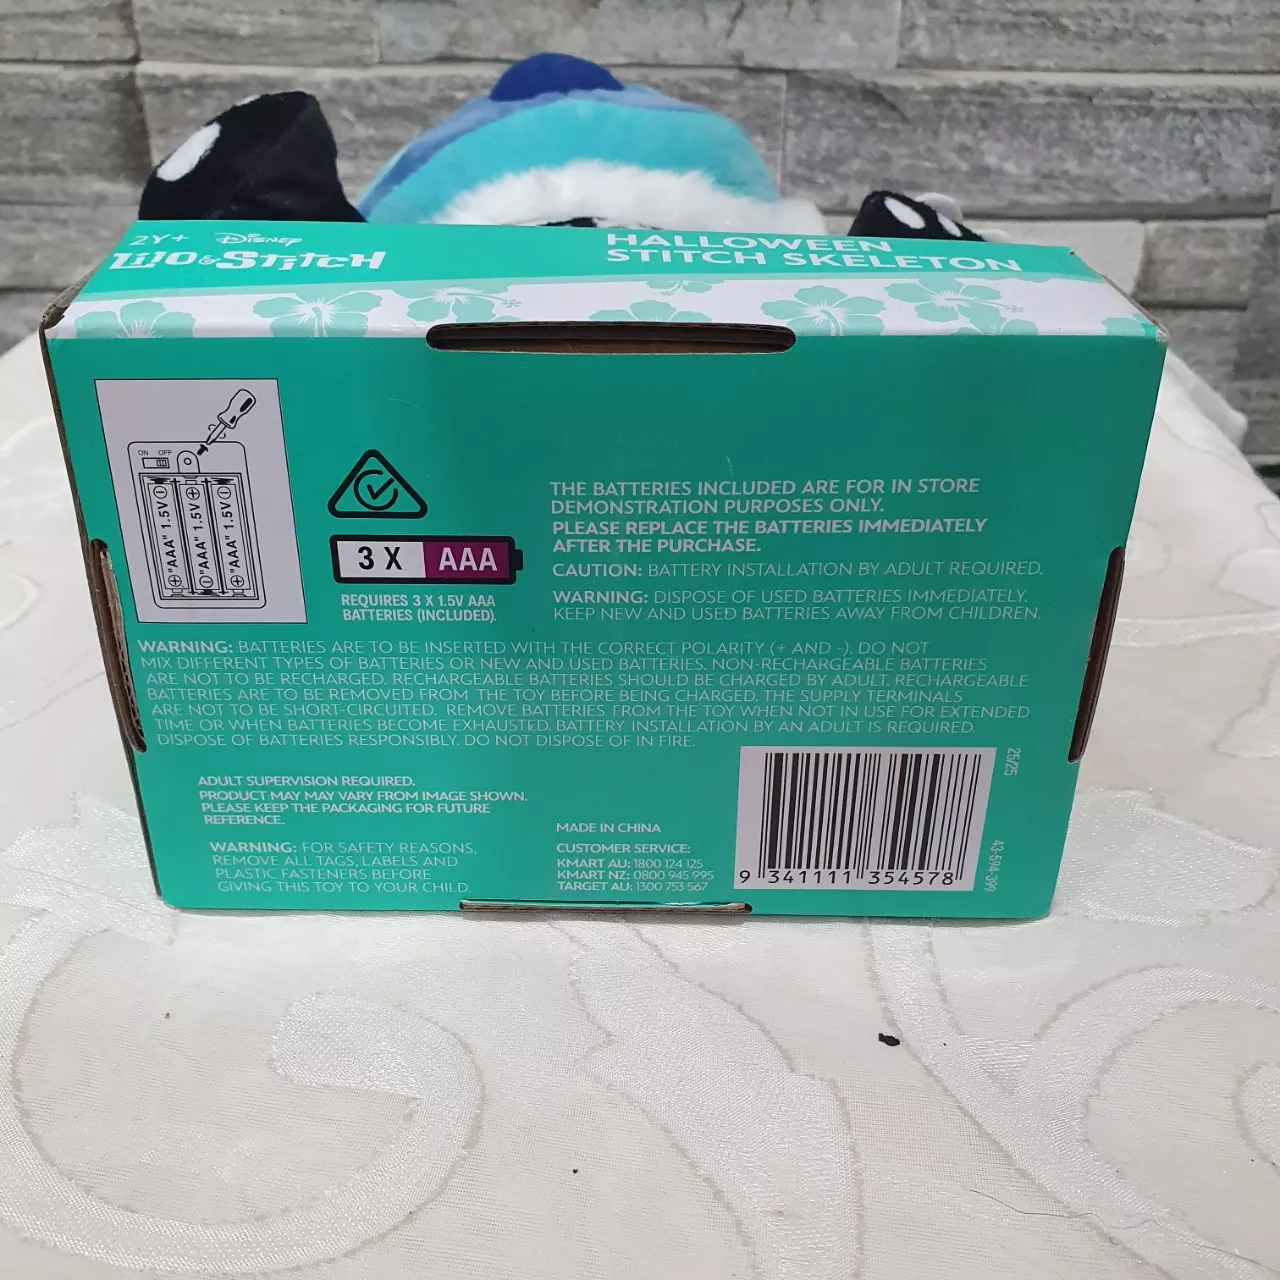 2Y+ Disney
LILO & STITCH
HALLOWEEN
STITCH SKELETON
ON OFF
"AAA" 1.5V
"AAA" 1.5V
"AAA" 1.5V
3 X AAA
REQUIRES 3 X 1.5V AAA
BATTERIES (INCLUDED).
THE BATTERIES INCLUDED ARE FOR IN STORE
DEMONSTRATION PURPOSES ONLY.
PLEASE REPLACE THE BATTERIES IMMEDIATELY
AFTER THE PURCHASE.
CAUTION: BATTERY INSTALLATION BY ADULT REQUIRED.
WARNING: DISPOSE OF USED BATTERIES IMMEDIATELY.
KEEP NEW AND USED BATTERIES AWAY FROM CHILDREN.
WARNING: BATTERIES ARE TO BE INSERTED WITH THE CORRECT POLARITY (+ AND -). DO NOT
MIX DIFFERENT TYPES OF BATTERIES OR NEW AND USED BATTERIES. NON-RECHARGEABLE BATTERIES
ARE NOT TO BE RECHARGED. RECHARGEABLE BATTERIES SHOULD BE CHARGED BY ADULT. RECHARGEABLE
BATTERIES ARE TO BE REMOVED FROM THE TOY BEFORE BEING CHARGED. THE SUPPLY TERMINALS
ARE NOT TO BE SHORT-CIRCUITED. REMOVE BATTERIES FROM THE TOY WHEN NOT IN USE FOR EXTENDED
TIME OR WHEN BATTERIES BECOME EXHAUSTED. BATTERY INSTALLATION BY AN ADULT IS REQUIRED.
DISPOSE OF BATTERIES RESPONSIBLY. DO NOT DISPOSE OF IN FIRE.
ADULT SUPERVISION REQUIRED.
PRODUCT MAY MAY VARY FROM IMAGE SHOWN.
PLEASE KEEP THE PACKAGING FOR FUTURE
REFERENCE.
WARNING: FOR SAFETY REASONS,
REMOVE ALL TAGS, LABELS AND
PLASTIC FASTENERS BEFORE
GIVING THIS TOY TO YOUR CHILD.
MADE IN CHINA
CUSTOMER SERVICE:
KMART AU: 1800 124 125
KMART NZ: 0800 945 995
TARGET AU: 1300 753 567
9 341111 354578
25/25
43-594-399